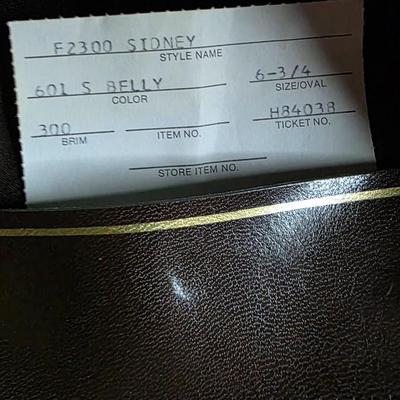 F2300 SIDNEY
STYLE NAME
601 S BELLY 6-3/4
COLOR SIZE/OVAL
300 H84038
BRIM ITEM NO. TICKET NO.
STORE ITEM NO.